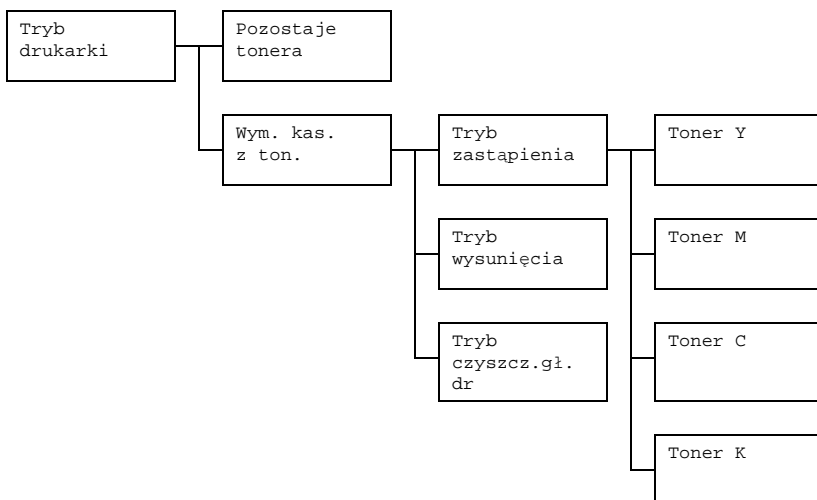 Tryb
drukarki
Pozostaje
tonera
Wym. kas.
z ton.
Tryb
zastąpienia
Toner Y
Tryb
wysunięcia
Toner M
Tryb
czyszcz.gł.
dr
Toner C
Toner K